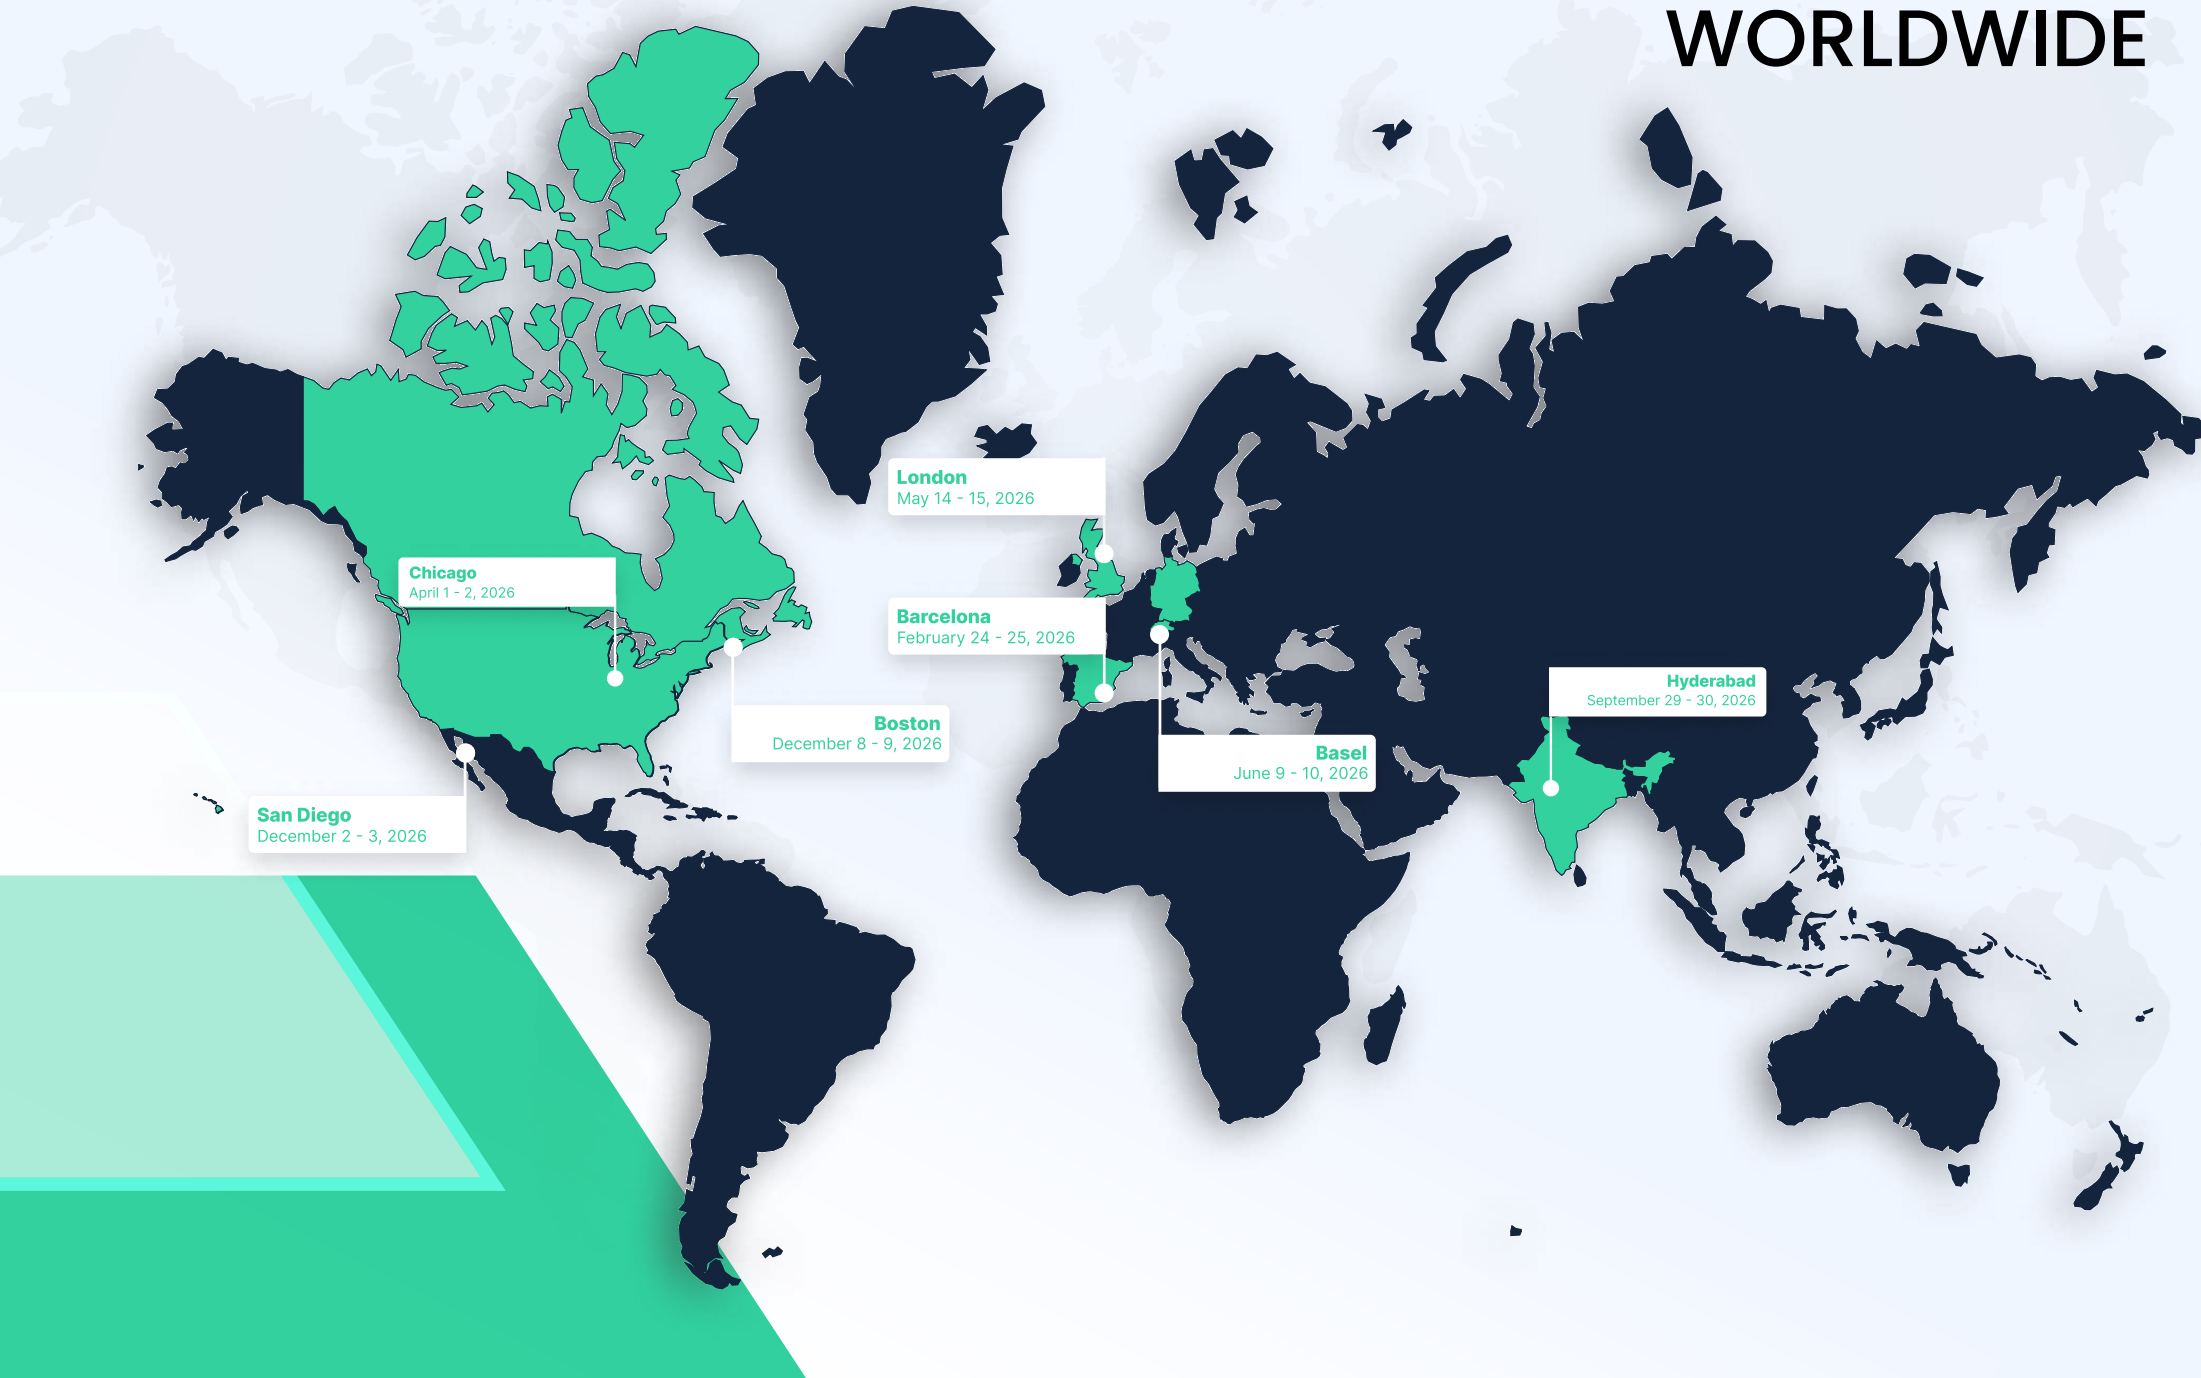 WORLDWIDE
London
May 14 - 15, 2026
Chicago
April 1 - 2, 2026
Barcelona
February 24 - 25, 2026
Hyderabad
September 29 - 30, 2026
Boston
December 8 - 9, 2026
Basel
June 9 - 10, 2026
San Diego
December 2 - 3, 2026